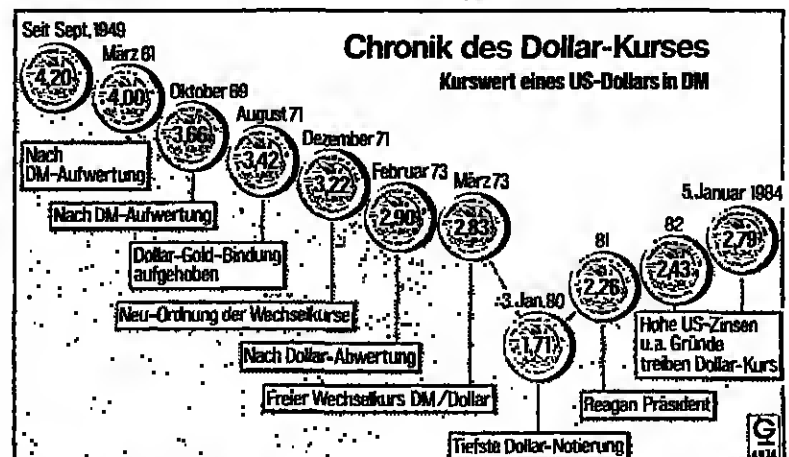 Chronik des Dollar-Kurses
Kurswert eines US-Dollars in DM
Seit Sept. 1949
4,20
März 61
4,00
Nach
DM-Aufwertung
Oktober 69
3,66
Nach DM-Aufwertung
August 71
3,42
Dollar-Gold-Bindung
aufgehoben
Dezember 71
3,22
Neu-Ordnung der Wechselkurse
Februar 73
2,90
Nach Dollar-Abwertung
März 73
2,83
Freier Wechselkurs DM/Dollar
3. Jan. 80
1,71
Tiefste Dollar-Notierung
81
2,26
Reagan Präsident
82
2,43
5. Januar 1984
2,79
Hohe US-Zinsen
u.a. Gründe
treiben Dollar-Kurs
G